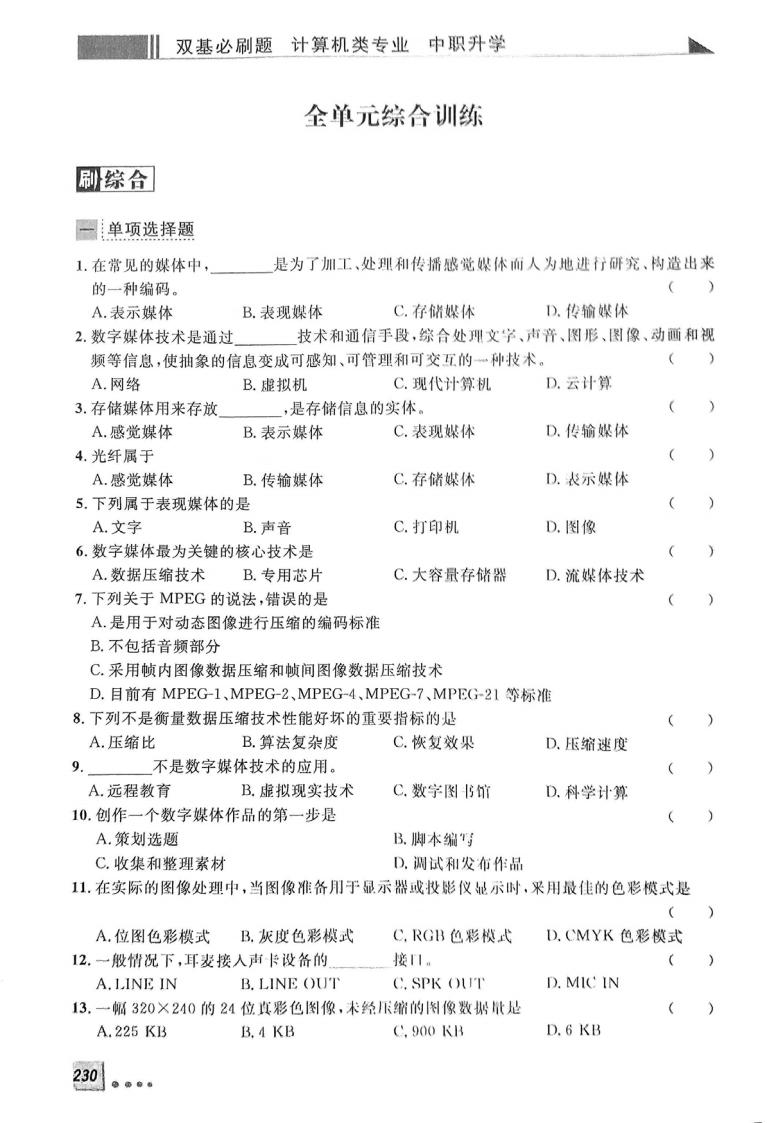 双基必刷题 计算机类专业 中职升学
全单元综合训练
刷 综合
一 单项选择题
1. 在常见的媒体中,________是为了加工、处理和传播感觉媒体而人为地进行研究、构造出来
的一种编码。 ( )
A. 表示媒体 B. 表现媒体 C. 存储媒体 D. 传输媒体
2. 数字媒体技术是通过________技术和通信手段,综合处理文字、声音、图形、图像、动画和视
频等信息,使抽象的信息变成可感知、可管理和可交互的一种技术。 ( )
A. 网络 B. 虚拟机 C. 现代计算机 D. 云计算
3. 存储媒体用来存放________,是存储信息的实体。 ( )
A. 感觉媒体 B. 表示媒体 C. 表现媒体 D. 传输媒体
4. 光纤属于 ( )
A. 感觉媒体 B. 传输媒体 C. 存储媒体 D. 表示媒体
5. 下列属于表现媒体的是 ( )
A. 文字 B. 声音 C. 打印机 D. 图像
6. 数字媒体最为关键的核心技术是 ( )
A. 数据压缩技术 B. 专用芯片 C. 大容量存储器 D. 流媒体技术
7. 下列关于 MPEG 的说法,错误的是 ( )
A. 是用于对动态图像进行压缩的编码标准
B. 不包括音频部分
C. 采用帧内图像数据压缩和帧间图像数据压缩技术
D. 目前有 MPEG-1、MPEG-2、MPEG-4、MPEG-7、MPEG-21 等标准
8. 下列不是衡量数据压缩技术性能好坏的重要指标的是 ( )
A. 压缩比 B. 算法复杂度 C. 恢复效果 D. 压缩速度
9. ________不是数字媒体技术的应用。 ( )
A. 远程教育 B. 虚拟现实技术 C. 数字图书馆 D. 科学计算
10. 创作一个数字媒体作品的第一步是 ( )
A. 策划选题 B. 脚本编写
C. 收集和整理素材 D. 调试和发布作品
11. 在实际的图像处理中,当图像准备用于显示器或投影仪显示时,采用最佳的色彩模式是
( )
A. 位图色彩模式 B. 灰度色彩模式 C. RGB 色彩模式 D. CMYK 色彩模式
12. 一般情况下,耳麦接入声卡设备的________接口。 ( )
A. LINE IN B. LINE OUT C. SPK OUT D. MIC IN
13. 一幅 320×240 的 24 位真彩色图像,未经压缩的图像数据量是 ( )
A. 225 KB B. 4 KB C. 900 KB D. 6 KB
230